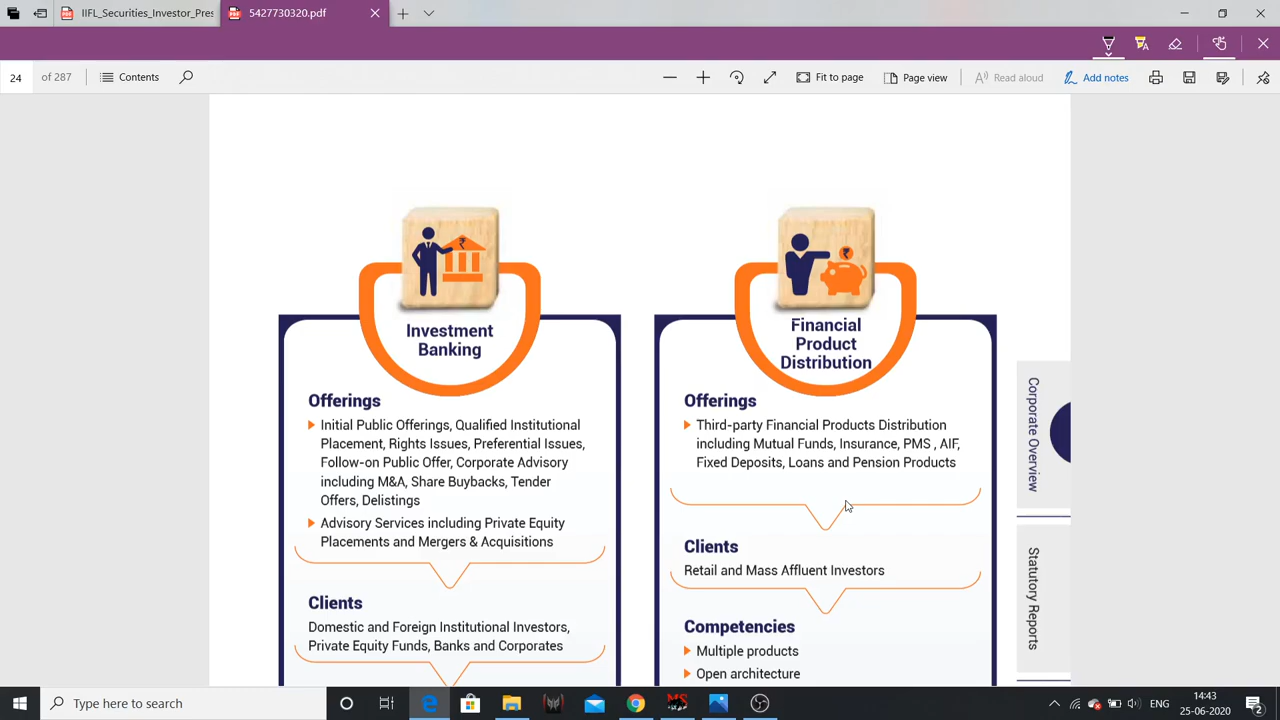 IIFL_Securities_Investor_Pres
5427730320.pdf
24 of 287
Contents
Fit to page
Page view
Read aloud
Add notes
Investment
Banking
Offerings
Initial Public Offerings, Qualified Institutional
Placement, Rights Issues, Preferential Issues,
Follow-on Public Offer, Corporate Advisory
including M&A, Share Buybacks, Tender
Offers, Delistings
Advisory Services including Private Equity
Placements and Mergers & Acquisitions
Clients
Domestic and Foreign Institutional Investors,
Private Equity Funds, Banks and Corporates
Financial
Product
Distribution
Offerings
Third-party Financial Products Distribution
including Mutual Funds, Insurance, PMS , AIF,
Fixed Deposits, Loans and Pension Products
Clients
Retail and Mass Affluent Investors
Competencies
Multiple products
Open architecture
Corporate Overview
Statutory Reports
Type here to search
ENG
14:43
25-06-2020
2